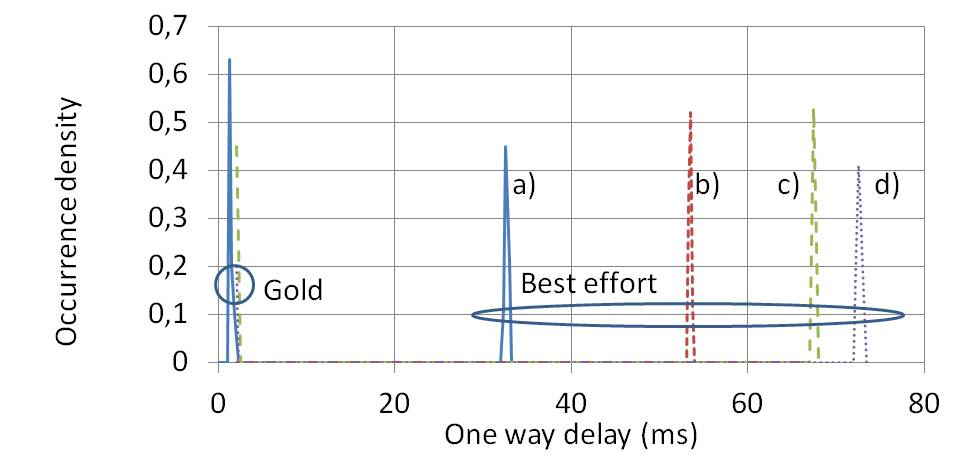 Occurrence density
0,7
0,6
0,5
0,4
0,3
0,2
0,1
0
a)
b)
c)
d)
Gold
Best effort
0 20 40 60 80
One way delay (ms)